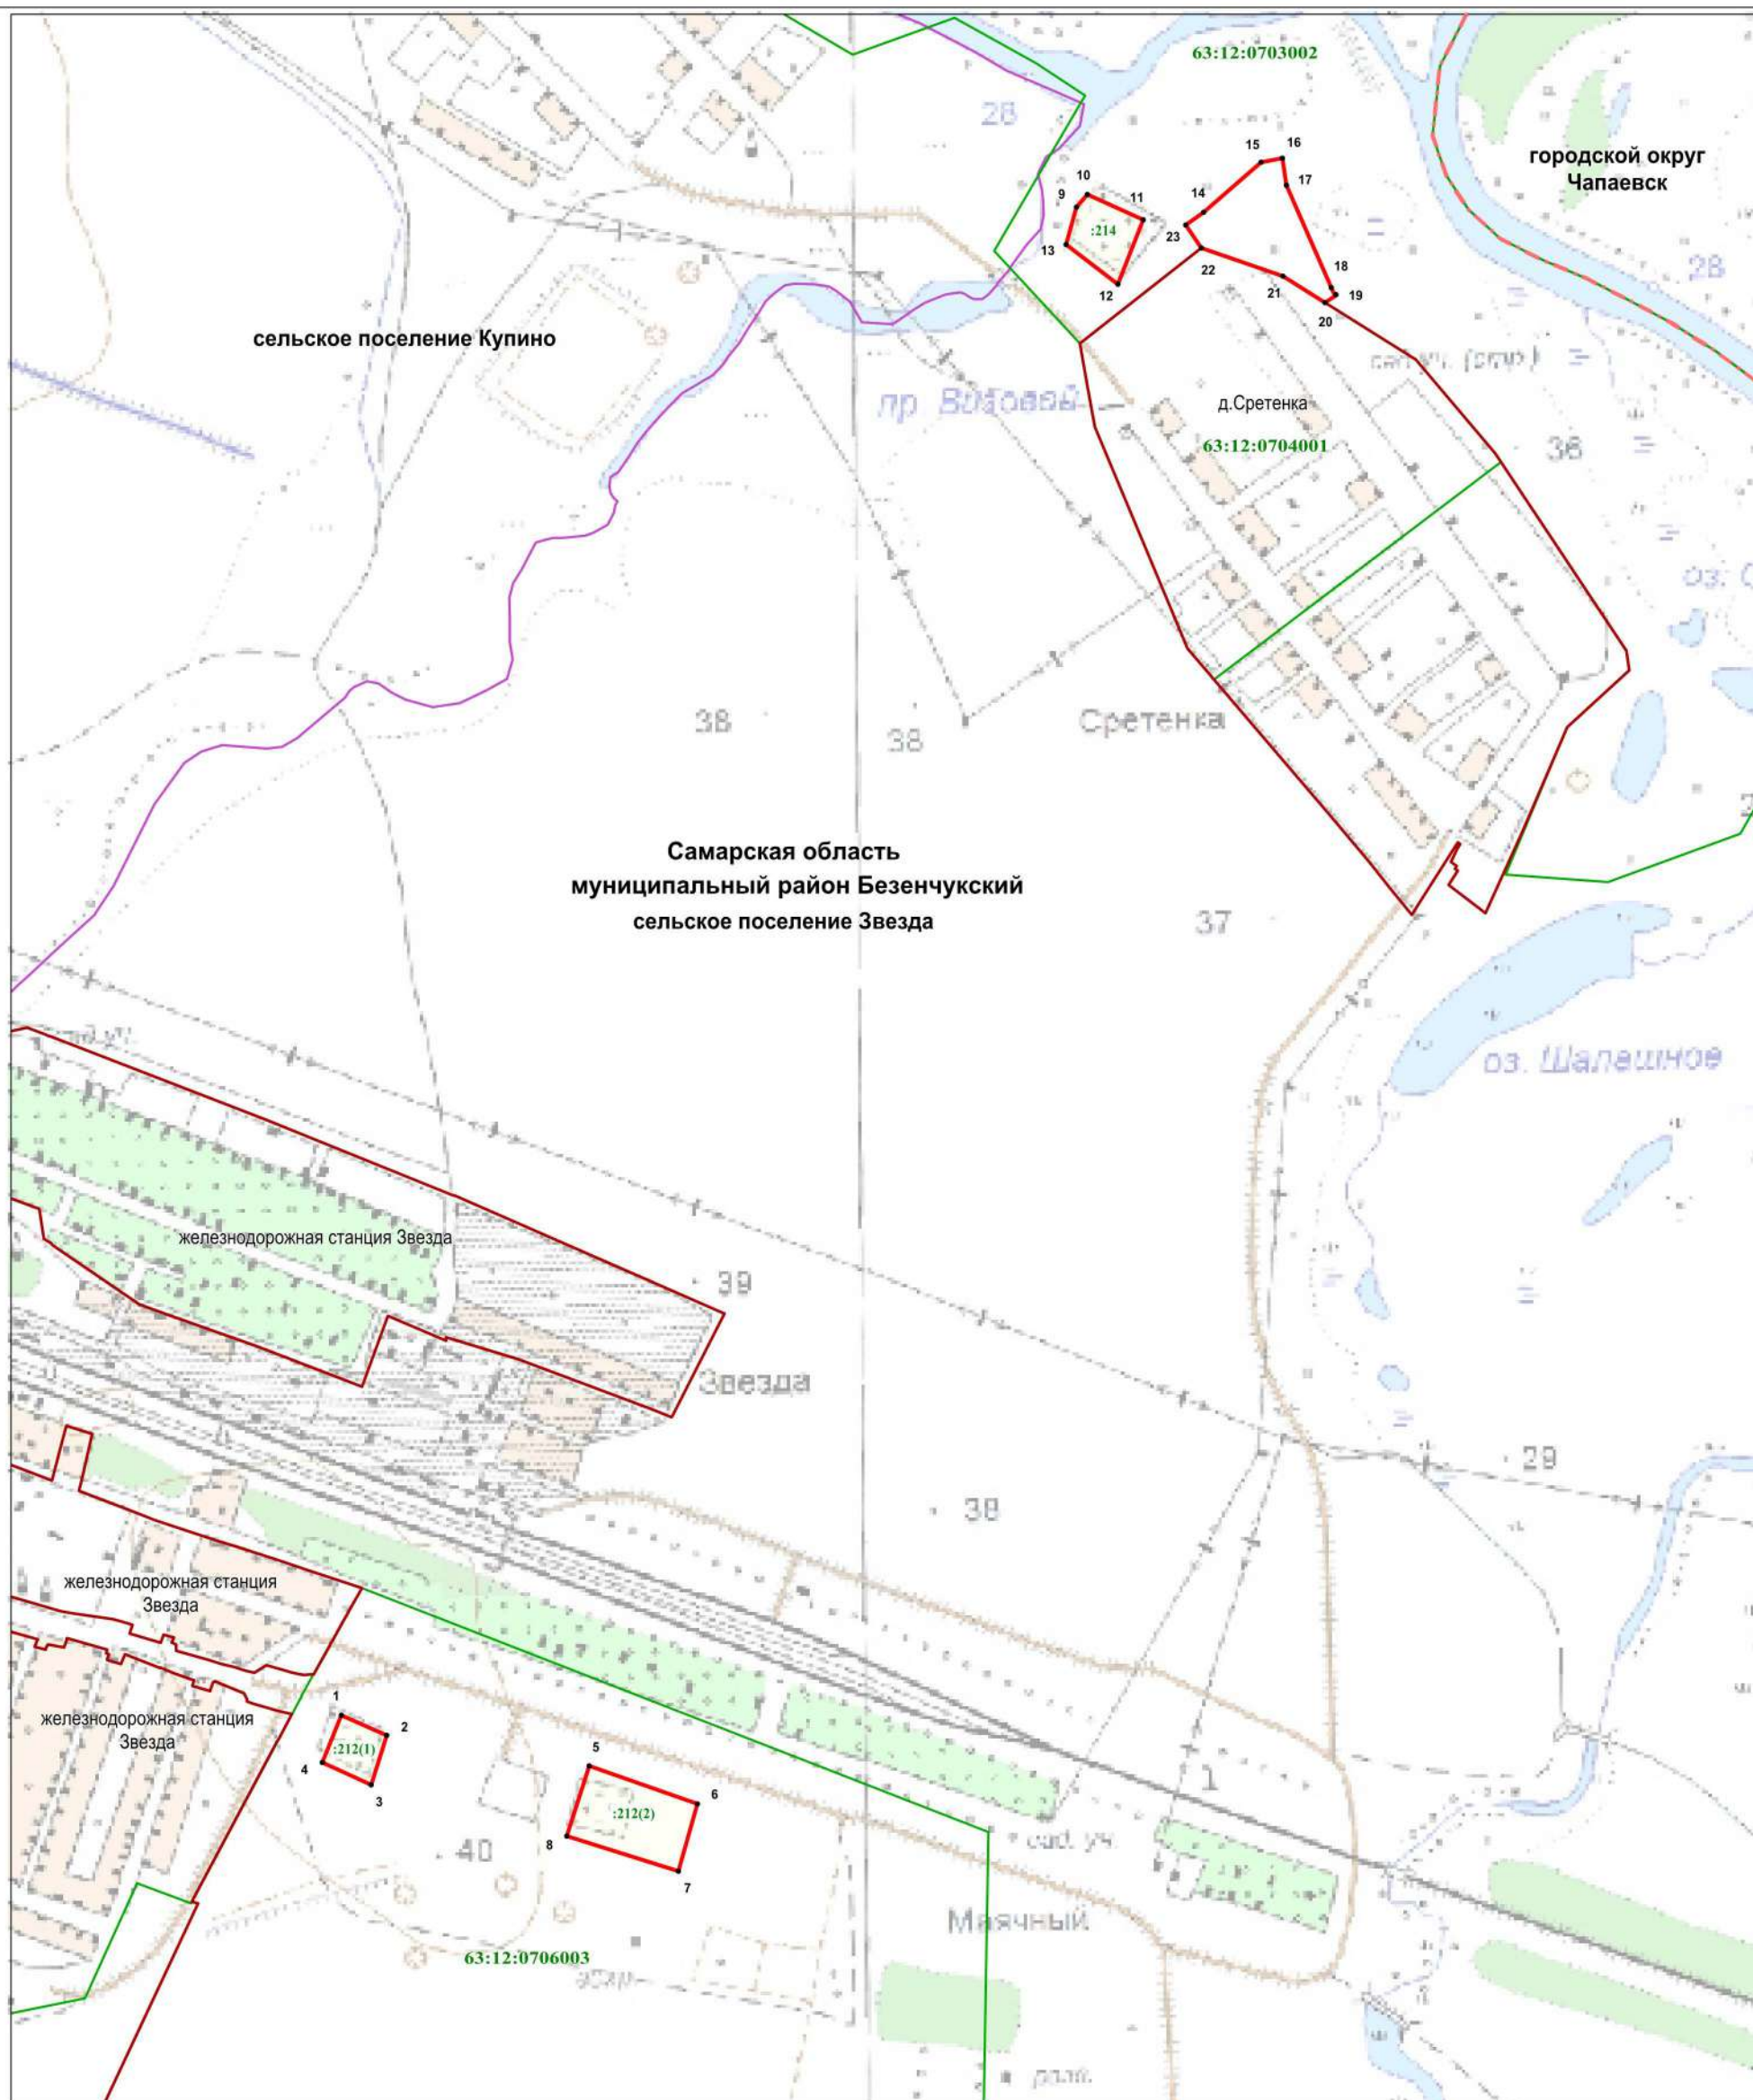 63:12:0703002
28
городской округ
Чапаевск
15
16
17
14
10
9
11
:214
23
13
22
12
18
19
21
20
28
сельское поселение Купино
д.Сретенка
63:12:0704001
36
38
38
Сретенка
Самарская область
муниципальный район Безенчукский
сельское поселение Звезда
37
оз. Шалешное
железнодорожная станция Звезда
39
Звезда
29
38
железнодорожная станция
Звезда
железнодорожная станция
Звезда
1
2
:212(1)
4
3
5
6
:212(2)
8
7
1
40
сад. уч.
Маячный
63:12:0706003